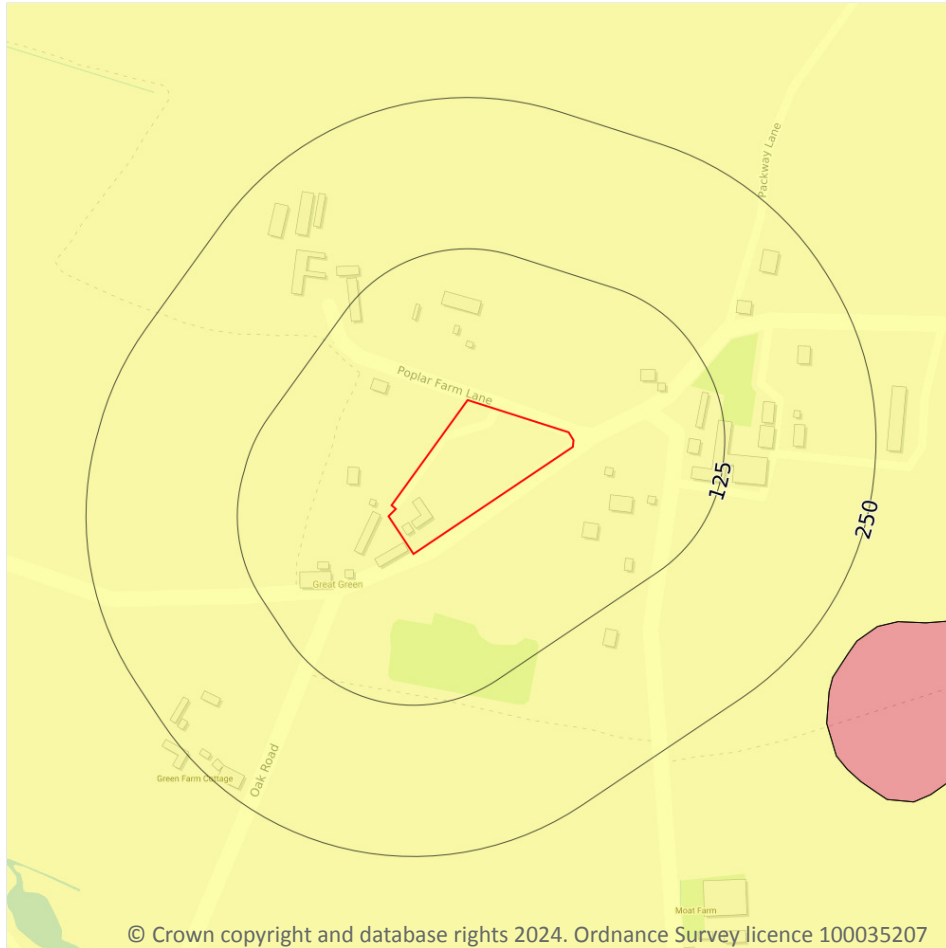 Packway Lane
Poplar Farm Lane
125
250
Great Green
Oak Road
Green Farm Cottage
Moat Farm
© Crown copyright and database rights 2024. Ordnance Survey licence 100035207